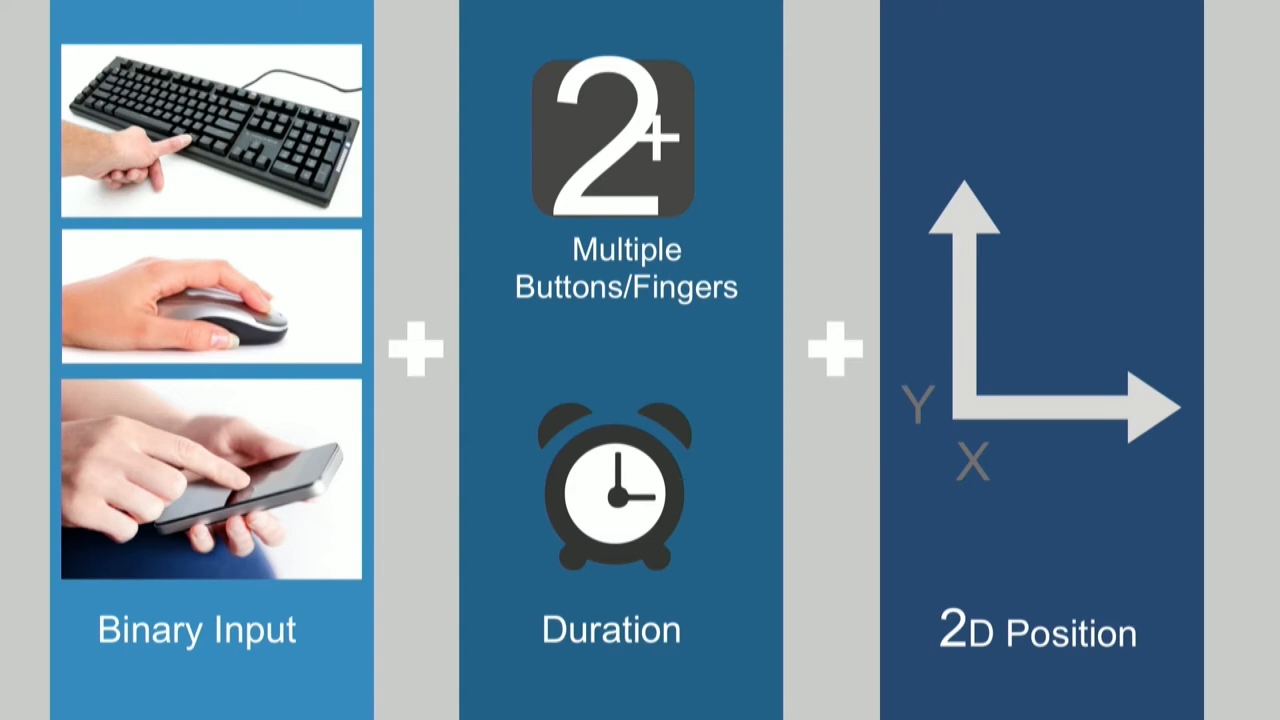 Binary Input
2+
Multiple
Buttons/Fingers
Duration
Y
X
2D Position